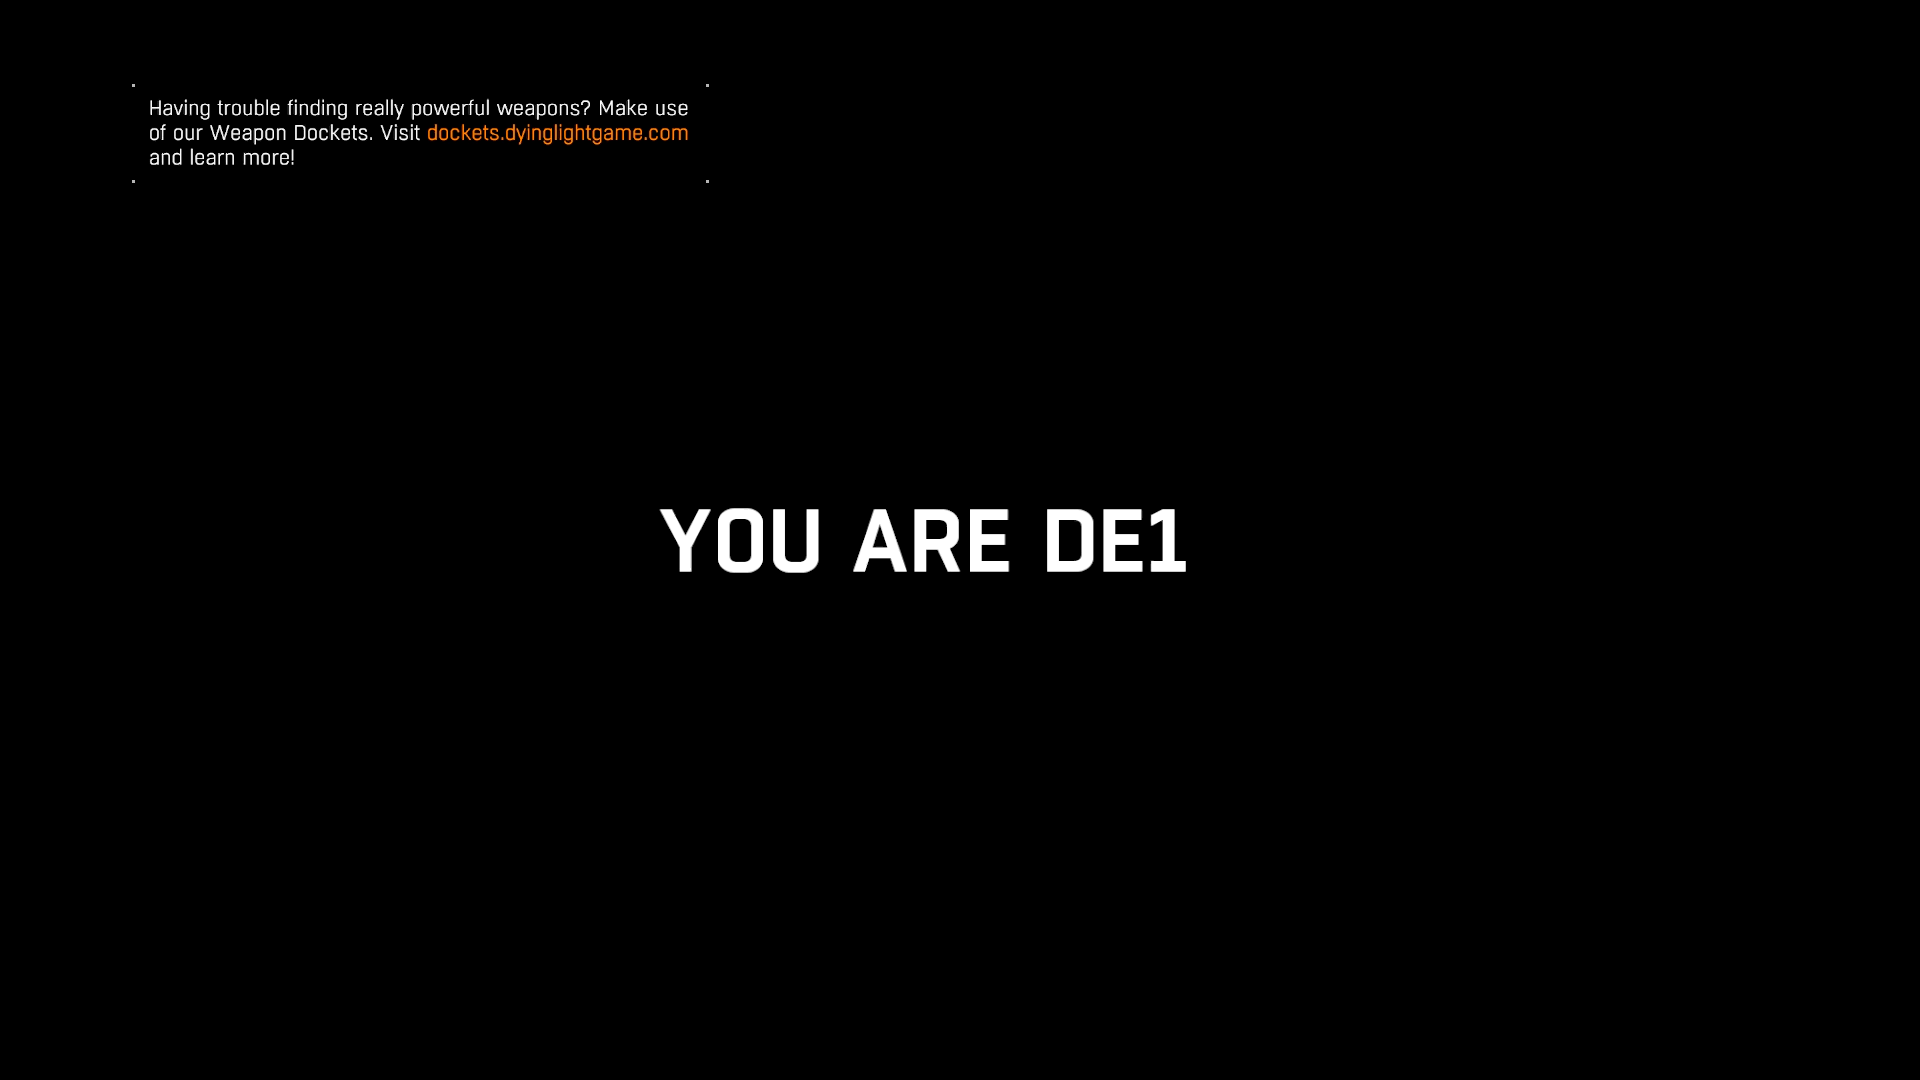 Having trouble finding really powerful weapons? Make use
of our Weapon Dockets. Visit dockets.dyinglightgame.com
and learn more!
YOU ARE DE1